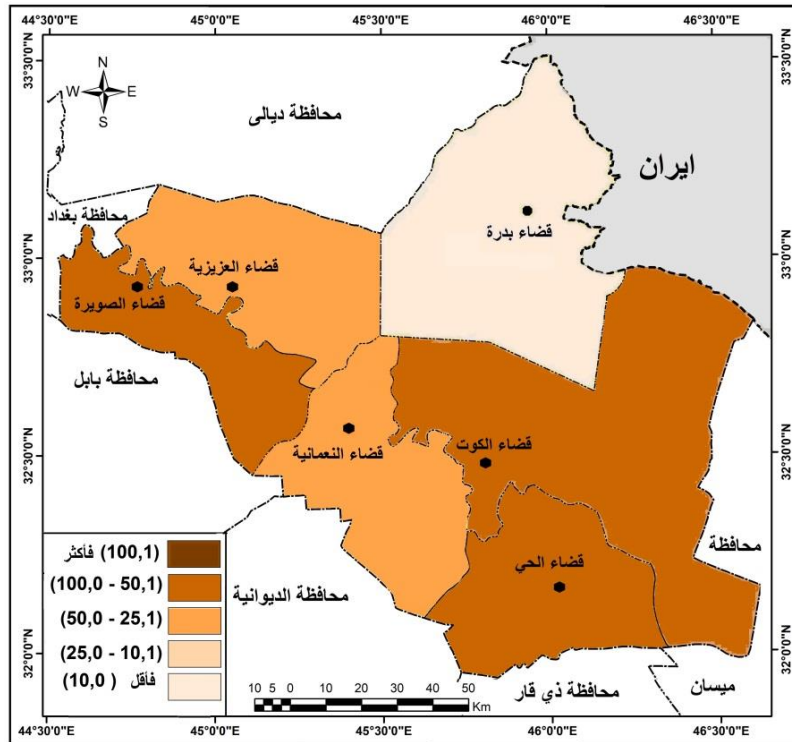 44°30'0"E 45°0'0"E 45°30'0"E 46°0'0"E 46°30'0"E
33°30'0"N 33°30'0"N
N
W E
S
محافظة ديالى
ايران
محافظة بغداد
قضاء بدرة
33°0'0"N 33°0'0"N
قضاء العزيزية
قضاء الصويرة
محافظة بابل
قضاء الكوت
قضاء النعمانية
32°30'0"N 32°30'0"N
محافظة
قضاء الحي
محافظة الديوانية
(100,1) فأكثر
(100,0 - 50,1)
(50,0 - 25,1)
(25,0 - 10,1)
(10,0 ) فأقل
32°0'0"N 32°0'0"N
ميسان
محافظة ذي قار
10 5 0 10 20 30 40 50
Km
44°30'0"E 45°0'0"E 45°30'0"E 46°0'0"E 46°30'0"E